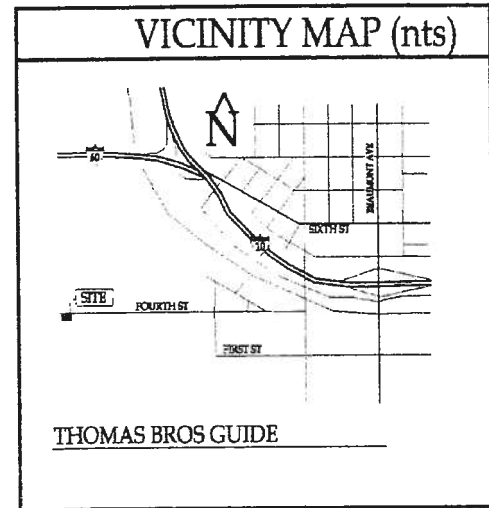 VICINITY MAP (nts)
N
60
BEAUMONT AVE
SIXTH ST
10
SITE
FOURTH ST
FIRST ST
THOMAS BROS GUIDE